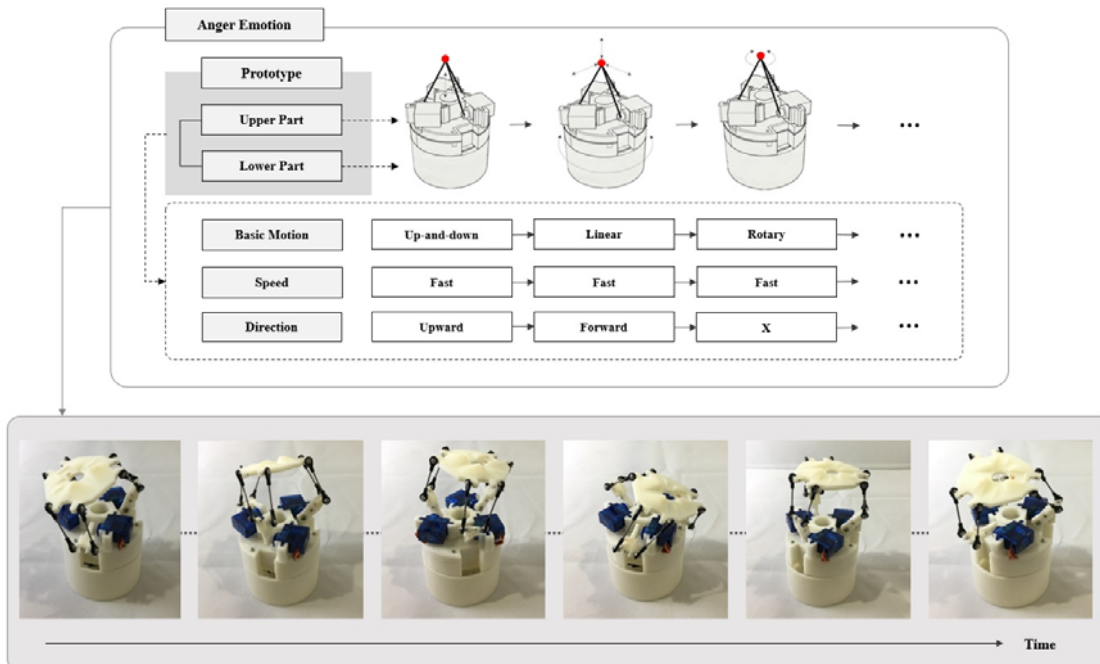 Anger Emotion
Prototype
Upper Part
Lower Part
...
Basic Motion
Up-and-down
Linear
Rotary
...
Speed
Fast
Fast
Fast
...
Direction
Upward
Forward
X
...
Time